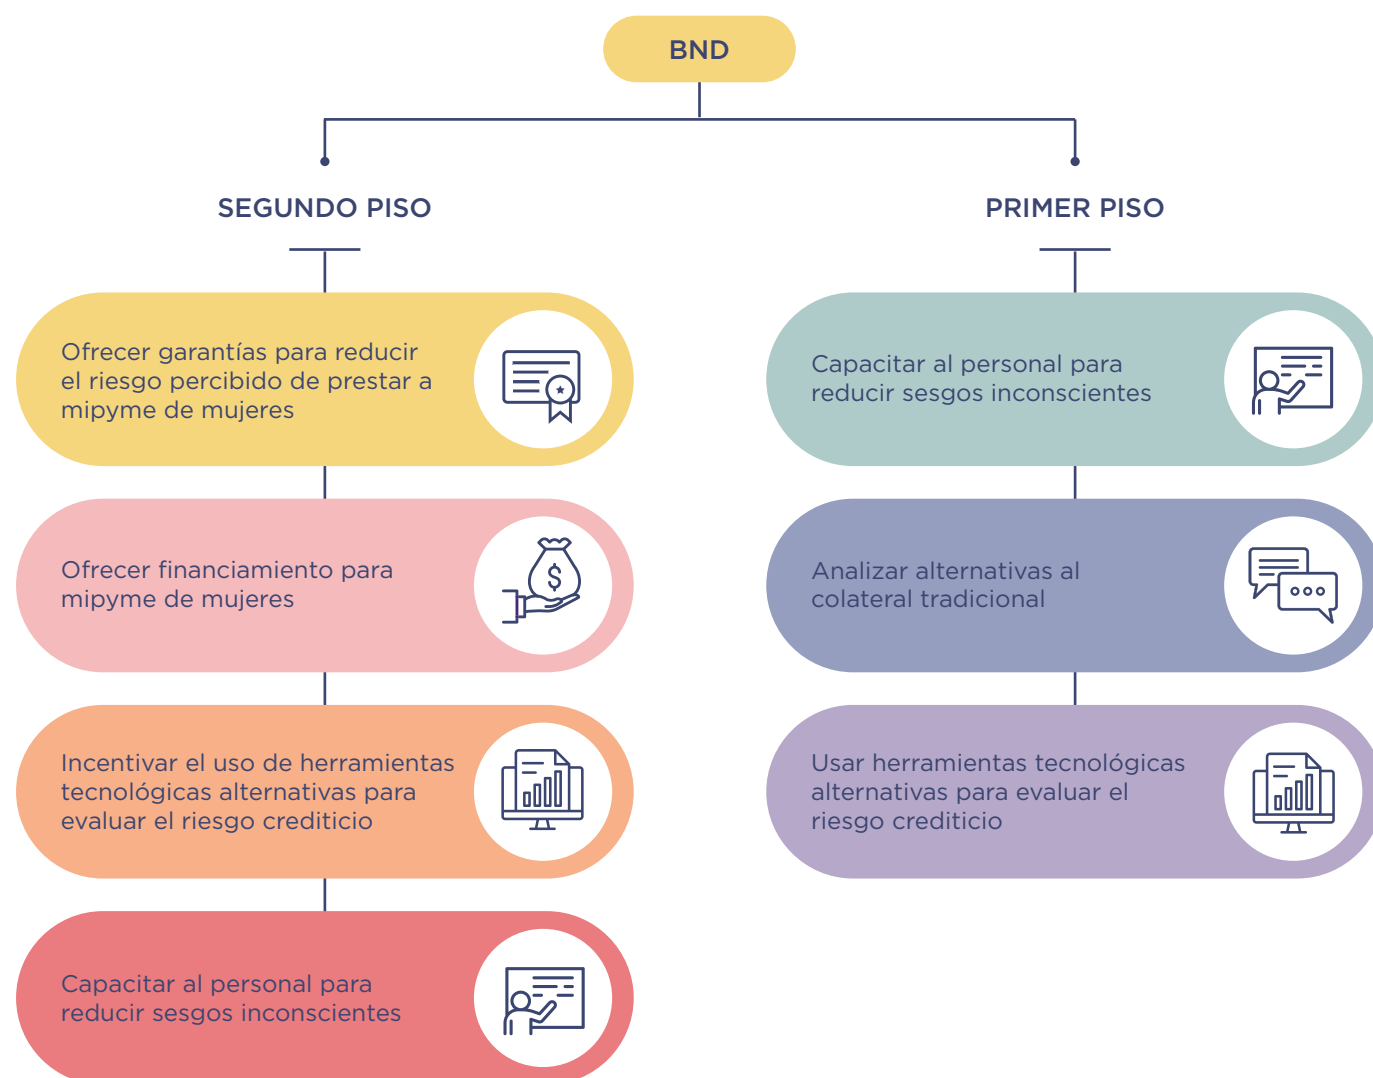 BND
SEGUNDO PISO
Ofrecer garantías para reducir
el riesgo percibido de prestar a
mipyme de mujeres
Ofrecer financiamiento para
mipyme de mujeres
Incentivar el uso de herramientas
tecnológicas alternativas para
evaluar el riesgo crediticio
Capacitar al personal para
reducir sesgos inconscientes
PRIMER PISO
Capacitar al personal para
reducir sesgos inconscientes
Analizar alternativas al
colateral tradicional
Usar herramientas tecnológicas
alternativas para evaluar el
riesgo crediticio